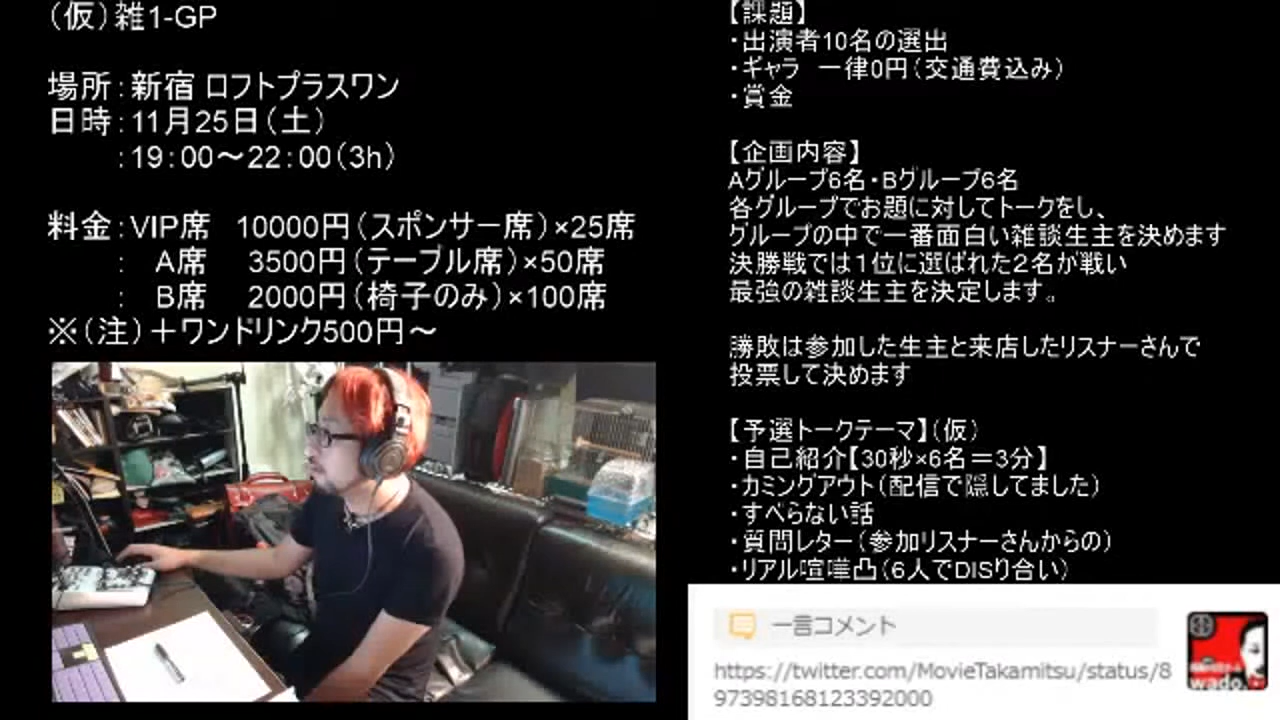 （仮）雑1-GP
場所：新宿 ロフトプラスワン
日時：11月25日（土）
：19：00～22：00（3h）
料金：VIP席 10000円（スポンサー席）×25席
： A席 3500円（テーブル席）×50席
： B席 2000円（椅子のみ）×100席
※（注）＋ワンドリンク500円～
【課題】
・出演者10名の選出
・ギャラ 一律0円（交通費込み）
・賞金
【企画内容】
Aグループ6名・Bグループ6名
各グループでお題に対してトークをし、
グループの中で一番面白い雑談生主を決めます
決勝戦では１位に選ばれた２名が戦い
最強の雑談生主を決定します。
勝敗は参加した生主と来店したリスナーさんで
投票して決めます
【予選トークテーマ】（仮）
・自己紹介【30秒×6名＝3分】
・カミングアウト（配信で隠してました）
・すべらない話
・質問レター（参加リスナーさんからの）
・リアル喧嘩凸（6人でDISり合い）
一言コメント
https://twitter.com/MovieTakamitsu/status/8
97398168123392000
wado.